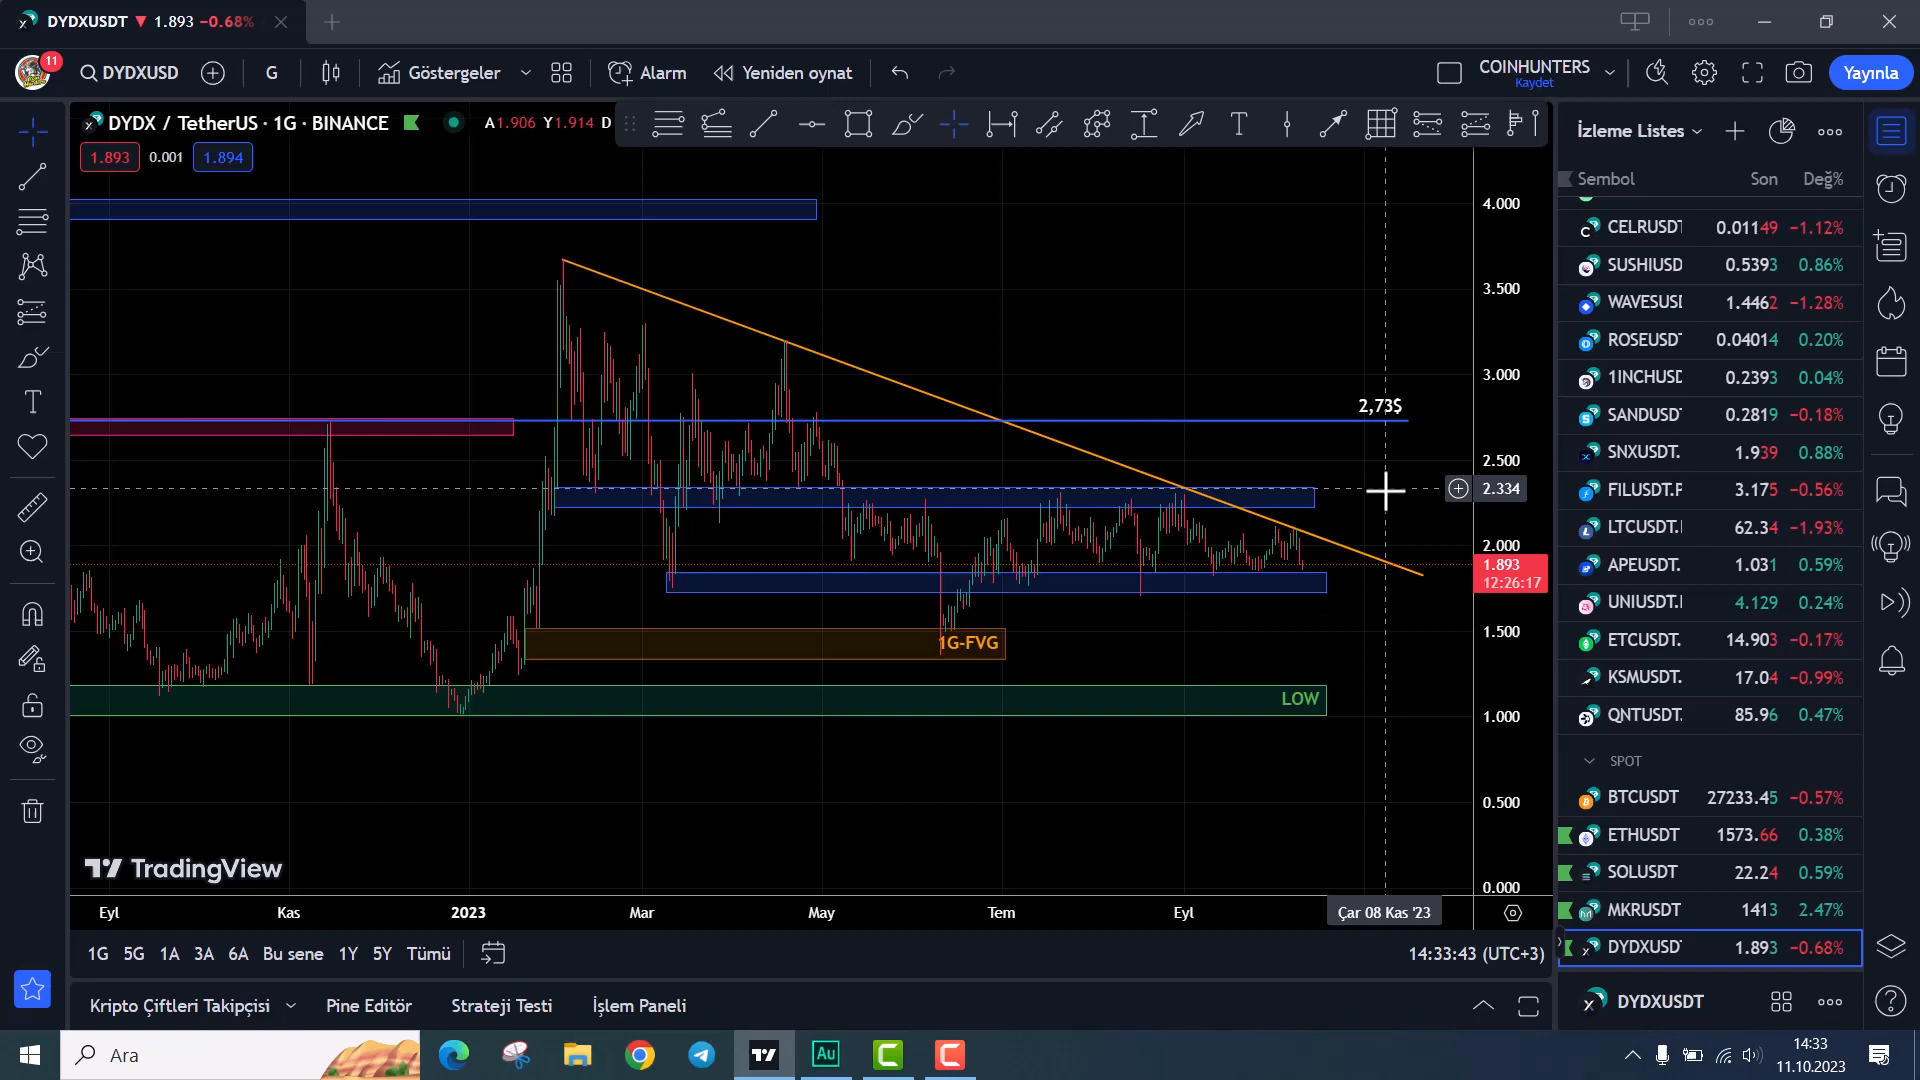 DYDXUSDT ▼ 1.893 −0.68%
11
DYDXUSD
G
Göstergeler
Alarm
Yeniden oynat
COINHUNTERS
Kaydet
Yayınla
DYDX / TetherUS · 1G · BINANCE
A1.906 Y1.914 D
1.893
0.001
1.894
4.000
3.500
3.000
2.500
2.334
2.000
1.893
12:26:17
1.500
1.000
0.500
0.000
2,73$
1G-FVG
LOW
TradingView
Eyl
Kas
2023
Mar
May
Tem
Eyl
Çar 08 Kas '23
1G 5G 1A 3A 6A Bu sene 1Y 5Y Tümü
14:33:43 (UTC+3)
Kripto Çiftleri Takipçisi
Pine Editör
Strateji Testi
İşlem Paneli
İzleme Listes
Sembol Son Değ%
CELRUSDT 0.01149 −1.12%
SUSHIUSD 0.5393 0.86%
WAVESUSI 1.4462 −1.28%
ROSEUSDT 0.04014 0.20%
1INCHUSD 0.2393 0.04%
SANDUSDT 0.2819 −0.18%
SNXUSDT. 1.939 0.88%
FILUSDT.P 3.175 −0.56%
LTCUSDT.I 62.34 −1.93%
APEUSDT. 1.031 0.59%
UNIUSDT.I 4.129 0.24%
ETCUSDT. 14.903 −0.17%
KSMUSDT. 17.04 −0.99%
QNTUSDT. 85.96 0.47%
SPOT
BTCUSDT 27233.45 −0.57%
ETHUSDT 1573.66 0.38%
SOLUSDT 22.24 0.59%
MKRUSDT 1413 2.47%
DYDXUSDT 1.893 −0.68%
DYDXUSDT
Ara
Au
14:33
11.10.2023